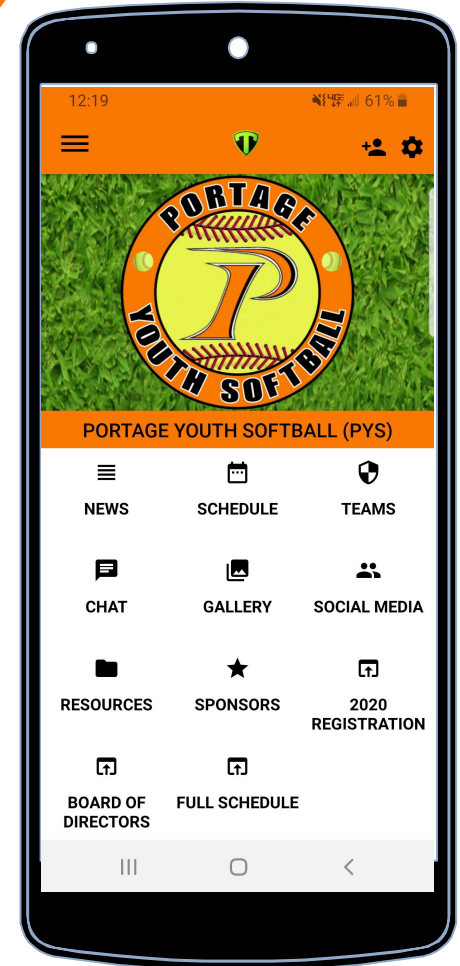 12:19
4GE 61%
PORTAGE
P
YOUTH SOFTBALL
PORTAGE YOUTH SOFTBALL (PYS)
NEWS SCHEDULE TEAMS
CHAT GALLERY SOCIAL MEDIA
RESOURCES SPONSORS 2020
REGISTRATION
BOARD OF FULL SCHEDULE
DIRECTORS